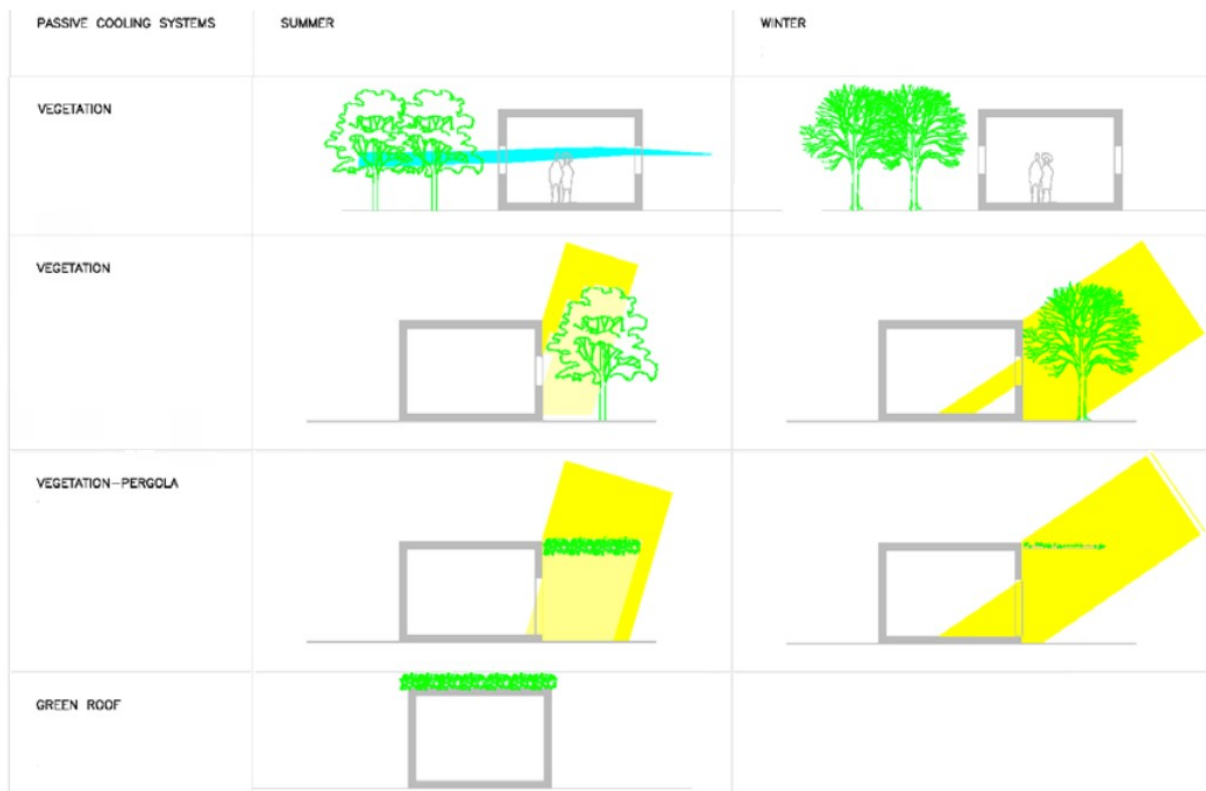 PASSIVE COOLING SYSTEMS
SUMMER
WINTER
VEGETATION
VEGETATION
VEGETATION-PERGOLA
GREEN ROOF